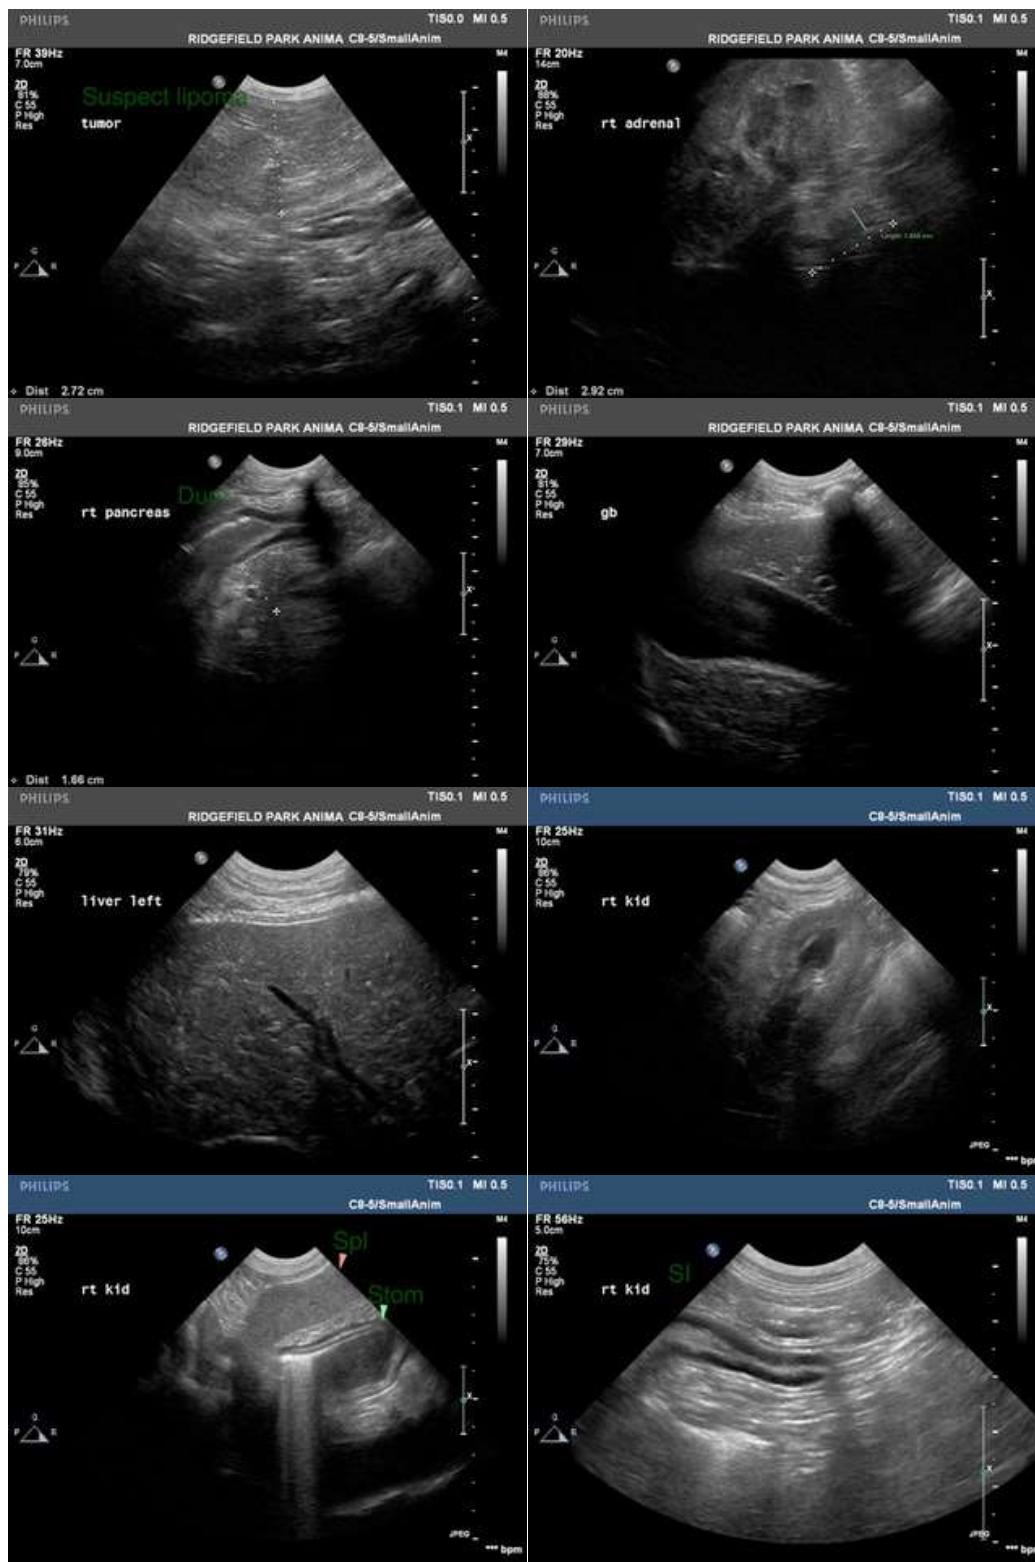 PHILIPS TIS0.0 MI 0.5
RIDGEFIELD PARK ANIMA C8-5/SmallAnim
FR 39Hz M4
7.0cm
2D
81%
C 55
P High
Res
Suspect lipoma
tumor
X
G
P R
Dist 2.72 cm
PHILIPS TIS0.1 MI 0.5
RIDGEFIELD PARK ANIMA C8-5/SmallAnim
FR 20Hz M4
14cm
2D
88%
C 55
P High
Res
rt adrenal
X
G
P R
Dist 2.92 cm
PHILIPS TIS0.1 MI 0.5
RIDGEFIELD PARK ANIMA C8-5/SmallAnim
FR 26Hz M4
9.0cm
2D
85%
C 55
P High
Res
rt pancreas
X
G
P R
Dist 1.66 cm
PHILIPS TIS0.1 MI 0.5
RIDGEFIELD PARK ANIMA C8-5/SmallAnim
FR 29Hz M4
7.0cm
2D
81%
C 55
P High
Res
gb
X
G
P R
PHILIPS TIS0.1 MI 0.5
RIDGEFIELD PARK ANIMA C8-5/SmallAnim
FR 31Hz M4
6.0cm
2D
79%
C 55
P High
Res
liver left
X
G
P R
PHILIPS TIS0.1 MI 0.5
C8-5/SmallAnim
FR 25Hz M4
10cm
2D
86%
C 55
P High
Res
rt kid
X
G
P R
JPEG
*** bpm
PHILIPS TIS0.1 MI 0.5
C8-5/SmallAnim
FR 25Hz M4
10cm
2D
86%
C 55
P High
Res
Spl
Stom
rt kid
X
G
P R
JPEG
*** bpm
PHILIPS TIS0.1 MI 0.5
C8-5/SmallAnim
FR 56Hz M4
5.0cm
2D
75%
C 55
P High
Res
SI
rt kid
X
G
P R
JPEG
*** bpm